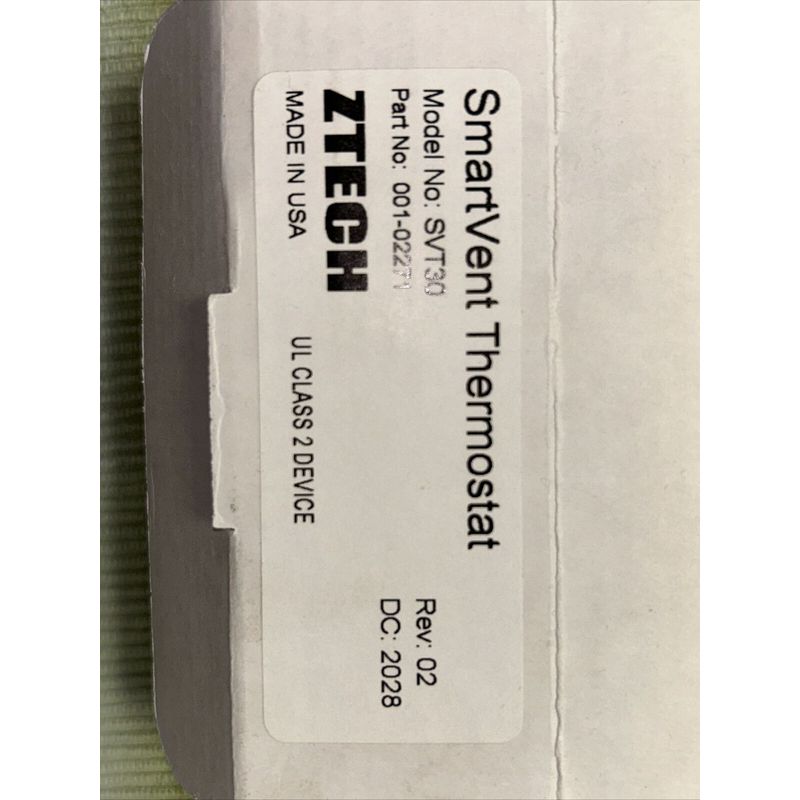 SmartVent Thermostat
Model No: SVT30
Rev: 02
Part No: 001-02271
DC: 2028
ZTECH
MADE IN USA
UL CLASS 2 DEVICE